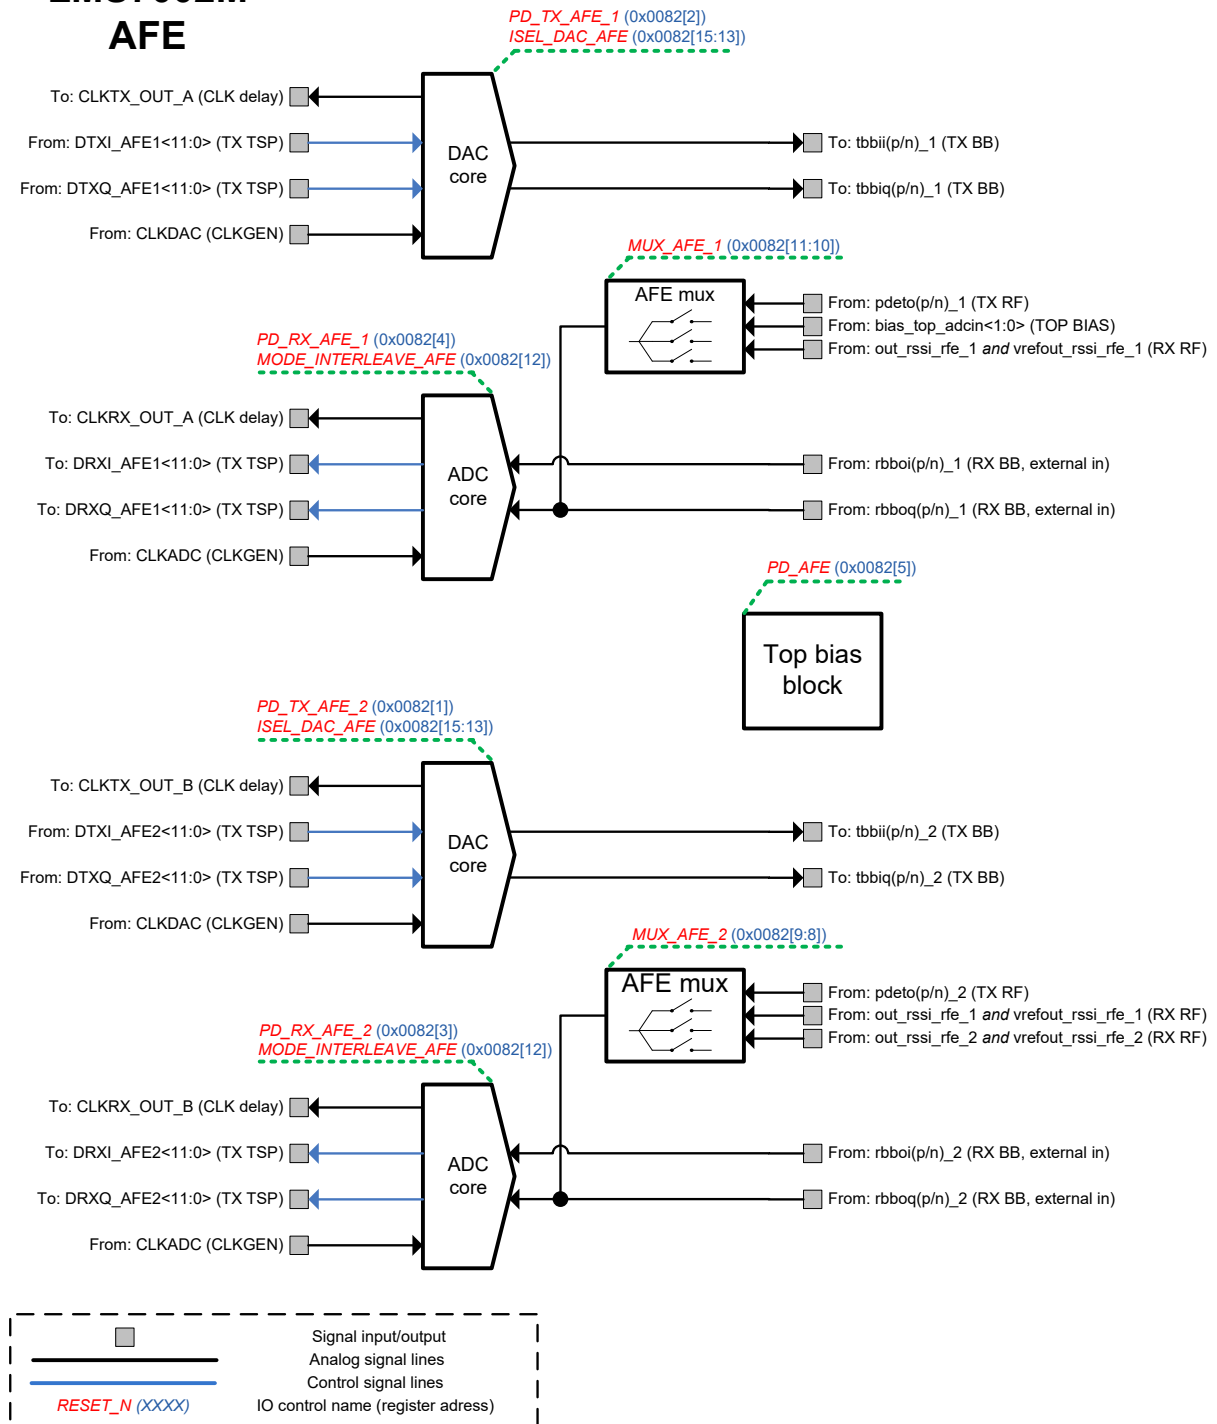 AFE
PD_TX_AFE_1 (0x0082[2])
ISEL_DAC_AFE (0x0082[15:13])
To: CLKTX_OUT_A (CLK delay)
From: DTXI_AFE1<11:0> (TX TSP)
From: DTXQ_AFE1<11:0> (TX TSP)
From: CLKDAC (CLKGEN)
DAC
core
To: tbbii(p/n)_1 (TX BB)
To: tbbiq(p/n)_1 (TX BB)
MUX_AFE_1 (0x0082[11:10])
AFE mux
From: pdeto(p/n)_1 (TX RF)
From: bias_top_adcin<1:0> (TOP BIAS)
From: out_rssi_rfe_1 and vrefout_rssi_rfe_1 (RX RF)
PD_RX_AFE_1 (0x0082[4])
MODE_INTERLEAVE_AFE (0x0082[12])
To: CLKRX_OUT_A (CLK delay)
To: DRXI_AFE1<11:0> (TX TSP)
To: DRXQ_AFE1<11:0> (TX TSP)
From: CLKADC (CLKGEN)
ADC
core
From: rbboi(p/n)_1 (RX BB, external in)
From: rbboq(p/n)_1 (RX BB, external in)
PD_AFE (0x0082[5])
Top bias
block
PD_TX_AFE_2 (0x0082[1])
ISEL_DAC_AFE (0x0082[15:13])
To: CLKTX_OUT_B (CLK delay)
From: DTXI_AFE2<11:0> (TX TSP)
From: DTXQ_AFE2<11:0> (TX TSP)
From: CLKDAC (CLKGEN)
DAC
core
To: tbbii(p/n)_2 (TX BB)
To: tbbiq(p/n)_2 (TX BB)
MUX_AFE_2 (0x0082[9:8])
AFE mux
From: pdeto(p/n)_2 (TX RF)
From: out_rssi_rfe_1 and vrefout_rssi_rfe_1 (RX RF)
From: out_rssi_rfe_2 and vrefout_rssi_rfe_2 (RX RF)
PD_RX_AFE_2 (0x0082[3])
MODE_INTERLEAVE_AFE (0x0082[12])
To: CLKRX_OUT_B (CLK delay)
To: DRXI_AFE2<11:0> (TX TSP)
To: DRXQ_AFE2<11:0> (TX TSP)
From: CLKADC (CLKGEN)
ADC
core
From: rbboi(p/n)_2 (RX BB, external in)
From: rbboq(p/n)_2 (RX BB, external in)
Signal input/output
Analog signal lines
Control signal lines
RESET_N (XXXX) IO control name (register adress)